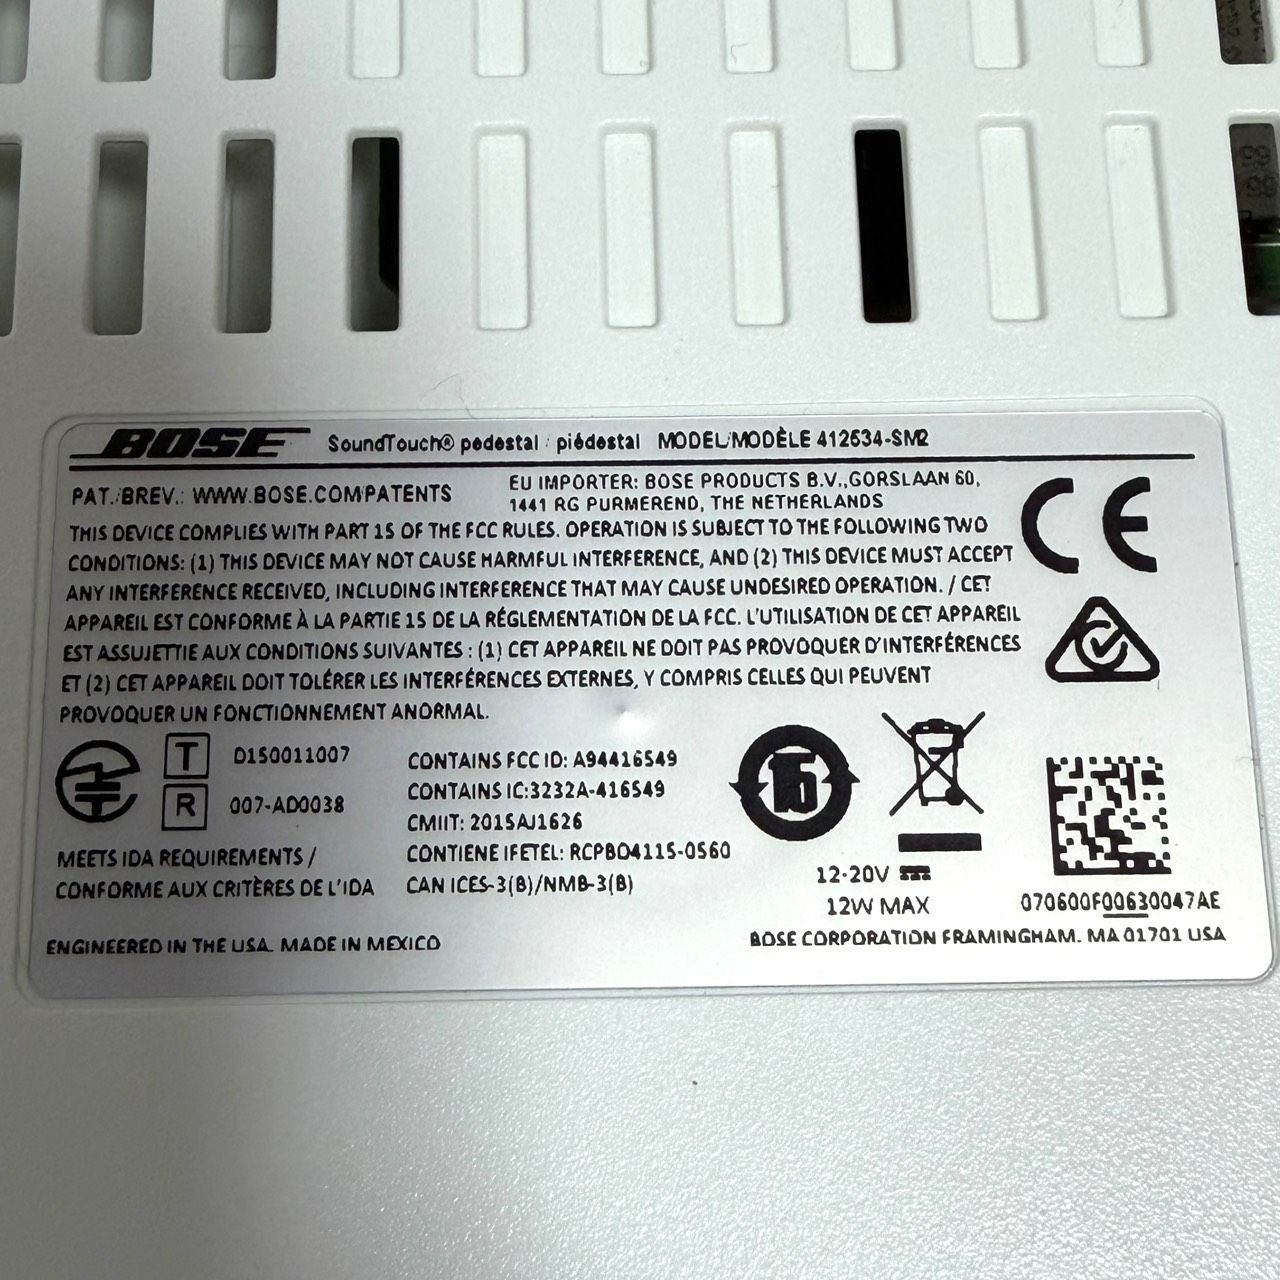 BOSE SoundTouch® pedestal / piédestal MODEL/MODÈLE 412534-SM2
PAT./BREV.: WWW.BOSE.COM/PATENTS
EU IMPORTER: BOSE PRODUCTS B.V.,GORSLAAN 60,
1441 RG PURMEREND, THE NETHERLANDS
THIS DEVICE COMPLIES WITH PART 15 OF THE FCC RULES. OPERATION IS SUBJECT TO THE FOLLOWING TWO
CONDITIONS: (1) THIS DEVICE MAY NOT CAUSE HARMFUL INTERFERENCE, AND (2) THIS DEVICE MUST ACCEPT
ANY INTERFERENCE RECEIVED, INCLUDING INTERFERENCE THAT MAY CAUSE UNDESIRED OPERATION. / CET
APPAREIL EST CONFORME À LA PARTIE 15 DE LA RÉGLEMENTATION DE LA FCC. L'UTILISATION DE CET APPAREIL
EST ASSUJETTIE AUX CONDITIONS SUIVANTES : (1) CET APPAREIL NE DOIT PAS PROVOQUER D'INTERFÉRENCES
ET (2) CET APPAREIL DOIT TOLÉRER LES INTERFÉRENCES EXTERNES, Y COMPRIS CELLES QUI PEUVENT
PROVOQUER UN FONCTIONNEMENT ANORMAL.
CE
T D150011007
R 007-AD0038
MEETS IDA REQUIREMENTS /
CONFORME AUX CRITÈRES DE L'IDA
CONTAINS FCC ID: A94416549
CONTAINS IC:3232A-416549
CMIIT: 2015AJ1626
CONTIENE IFETEL: RCPBO4115-0560
CAN ICES-3(B)/NMB-3(B)
15
12-20V
12W MAX
070600F00630047AE
ENGINEERED IN THE USA. MADE IN MEXICO
BOSE CORPORATION FRAMINGHAM. MA 01701 USA